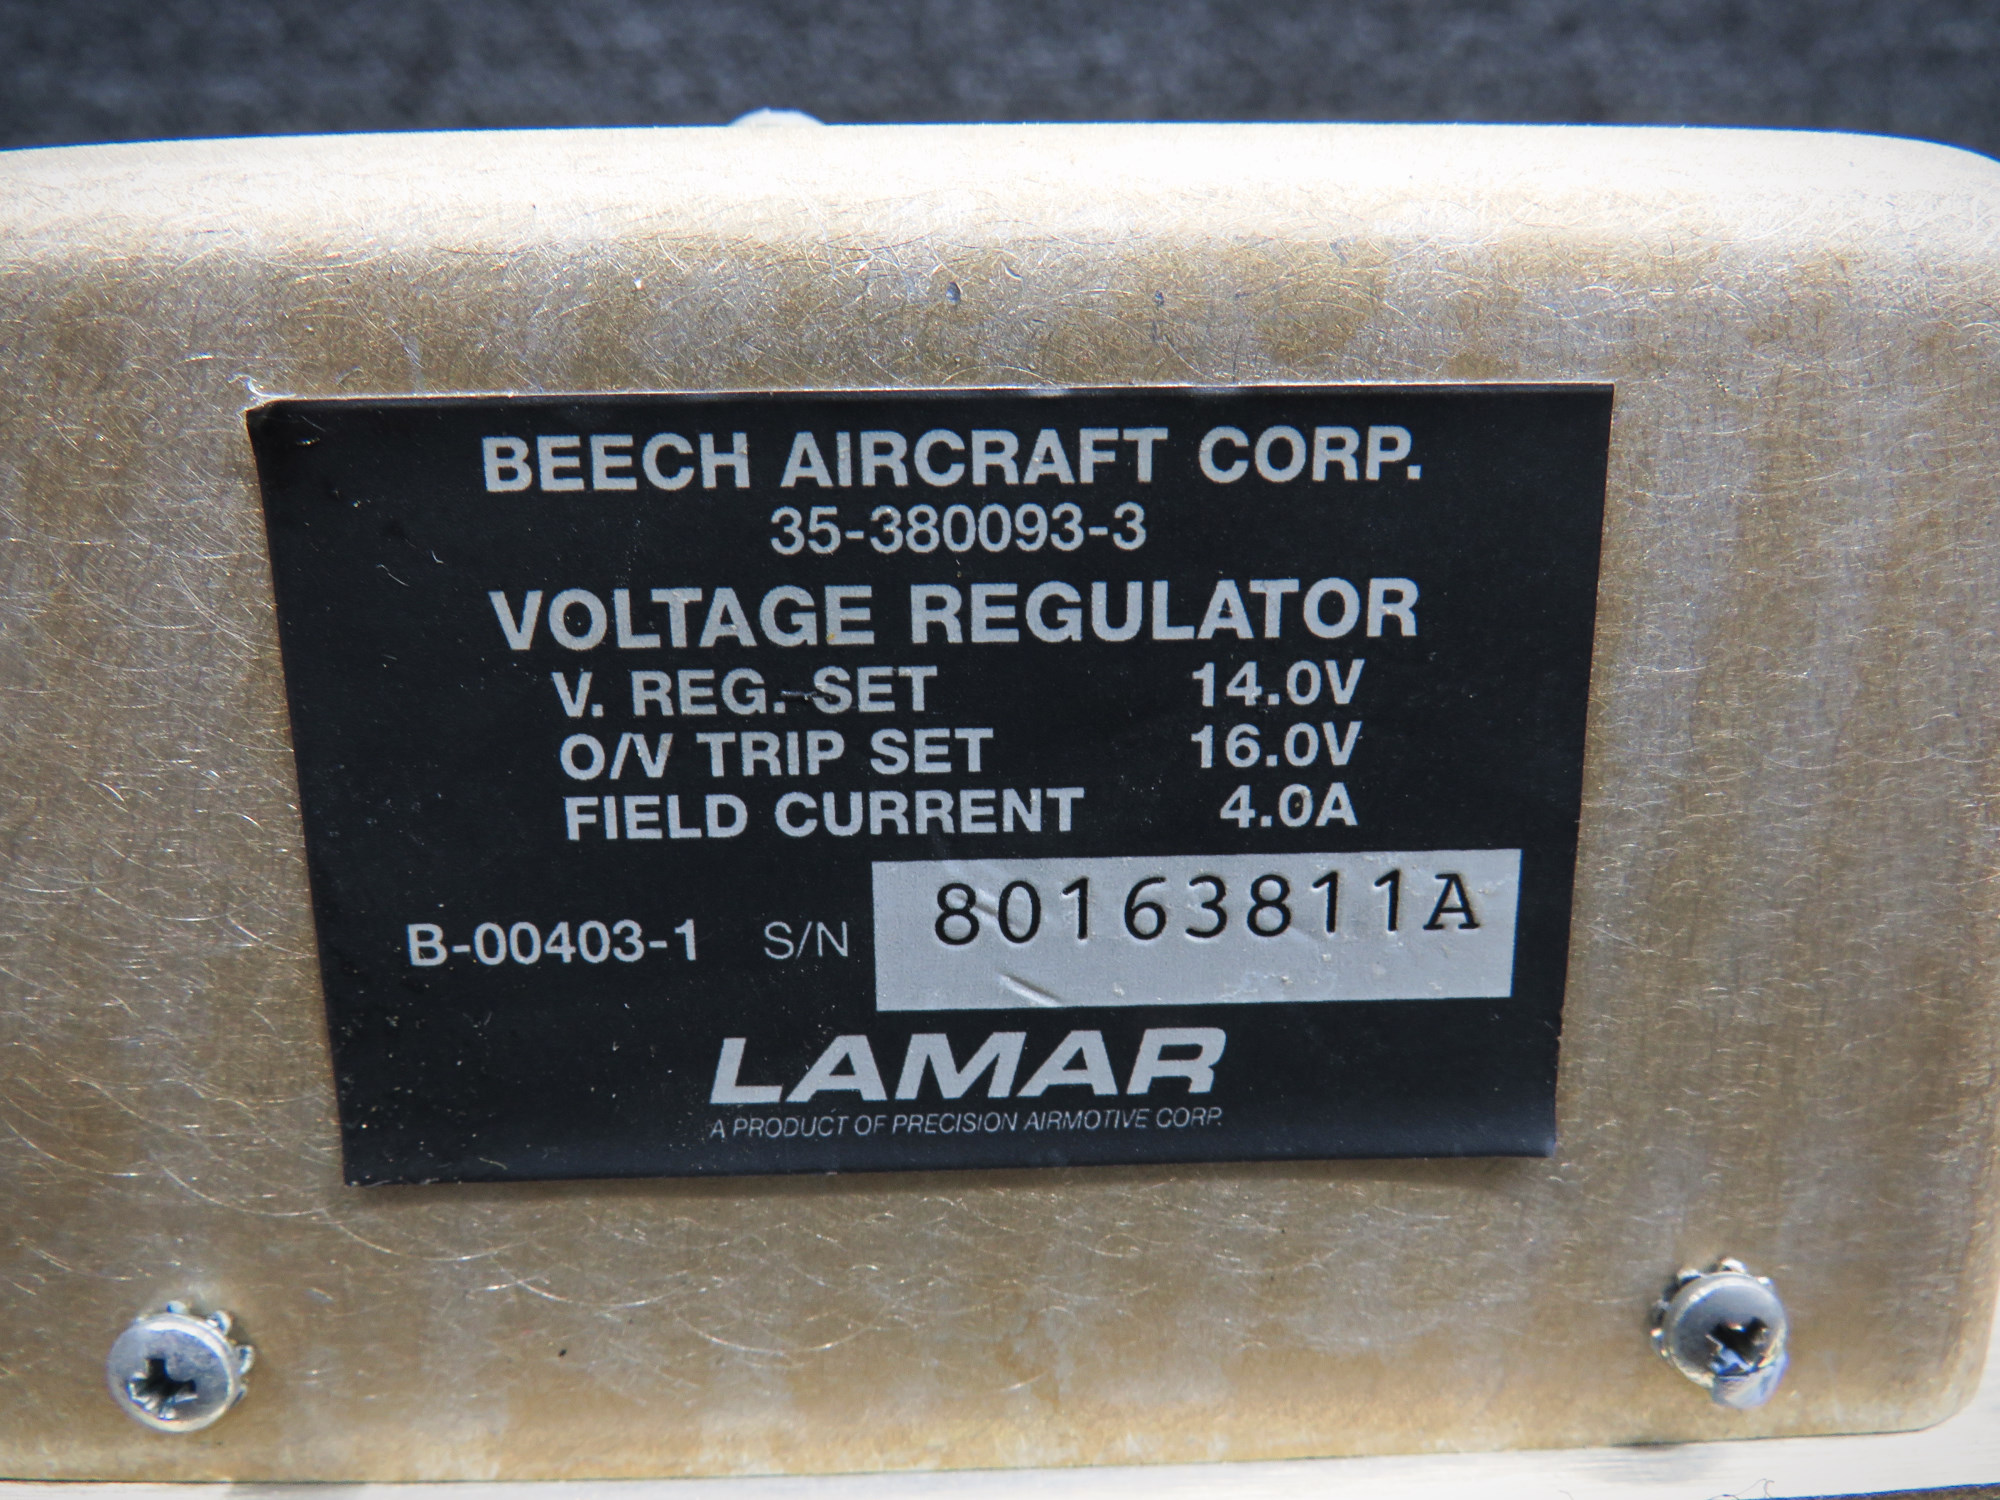 BEECH AIRCRAFT CORP.
35-380093-3
VOLTAGE REGULATOR
V. REG. SET 14.0V
O/V TRIP SET 16.0V
FIELD CURRENT 4.0A
B-00403-1 S/N 80163811A
LAMAR
A PRODUCT OF PRECISION AIRMOTIVE CORP.